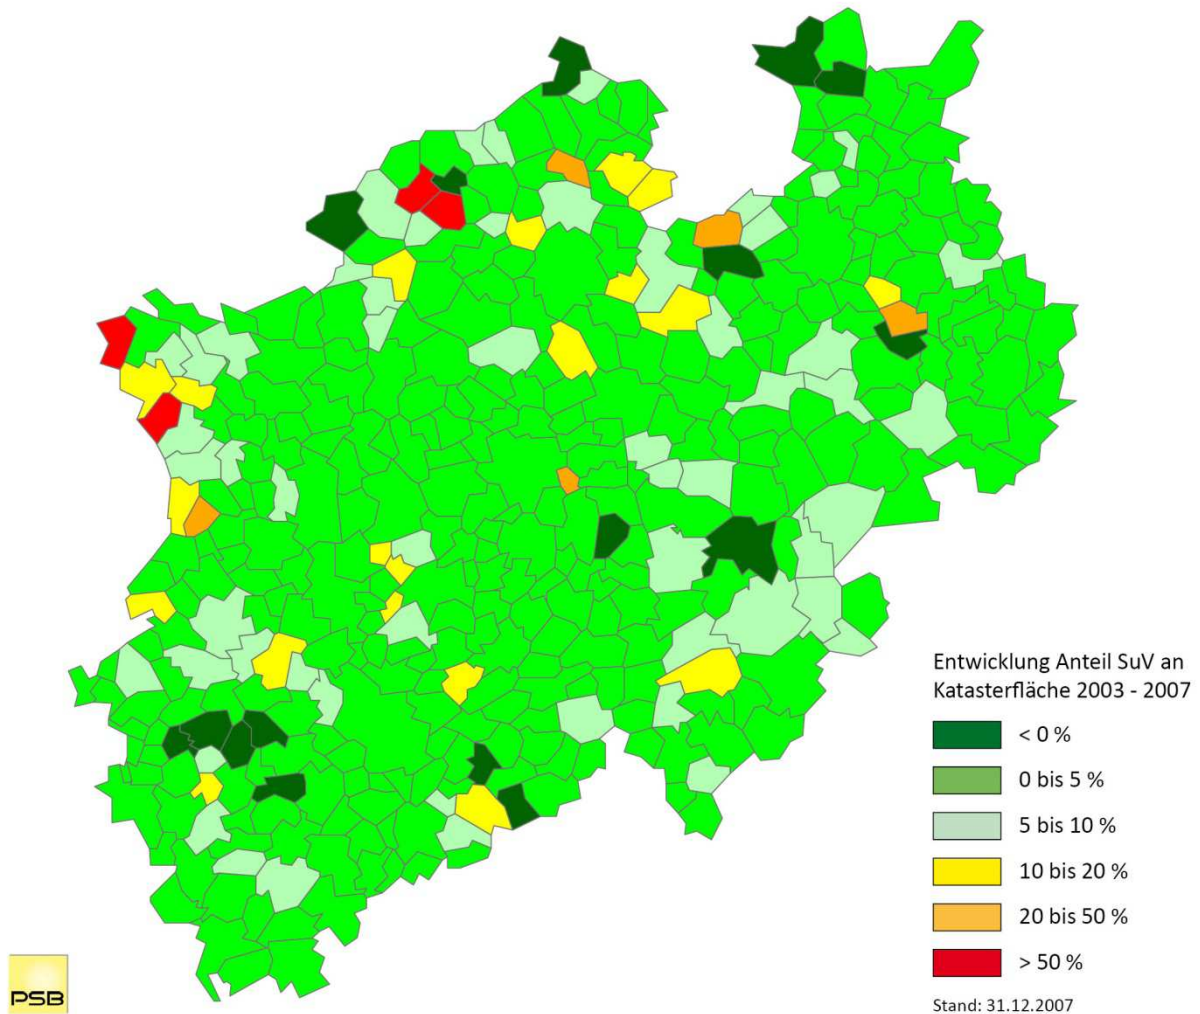 Entwicklung Anteil SuV an
Katasterfläche 2003 - 2007
< 0 %
0 bis 5 %
5 bis 10 %
10 bis 20 %
20 bis 50 %
> 50 %
Stand: 31.12.2007
PSB